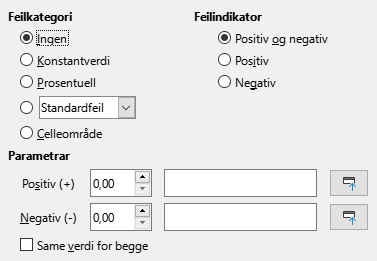 Feilkategori
Ingen
Konstantverdi
Prosentuell
Standardfeil
Celleområde
Feilindikator
Positiv og negativ
Positiv
Negativ
Parametrar
Positiv (+) 0,00
Negativ (-) 0,00
Same verdi for begge